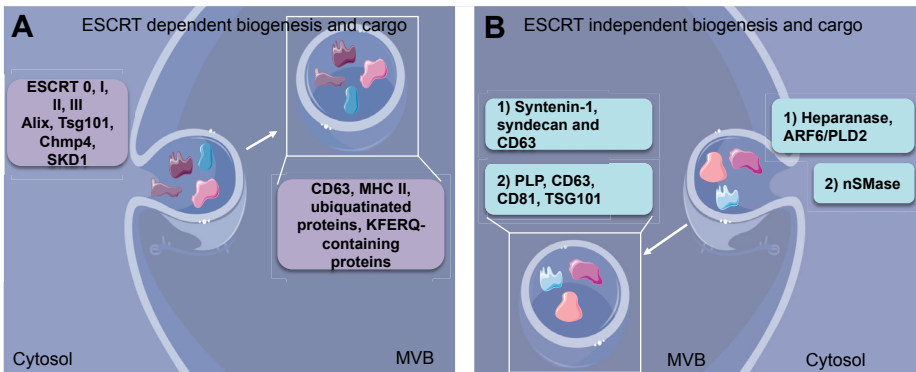 A
ESCRT dependent biogenesis and cargo
ESCRT 0, I,
II, III
Alix, Tsg101,
Chmp4,
SKD1
CD63, MHC II,
ubiquatinated
proteins, KFERQ-
containing
proteins
Cytosol
MVB
B
ESCRT independent biogenesis and cargo
1) Syntenin-1,
syndecan and
CD63
2) PLP, CD63,
CD81, TSG101
1) Heparanase,
ARF6/PLD2
2) nSMase
MVB
Cytosol